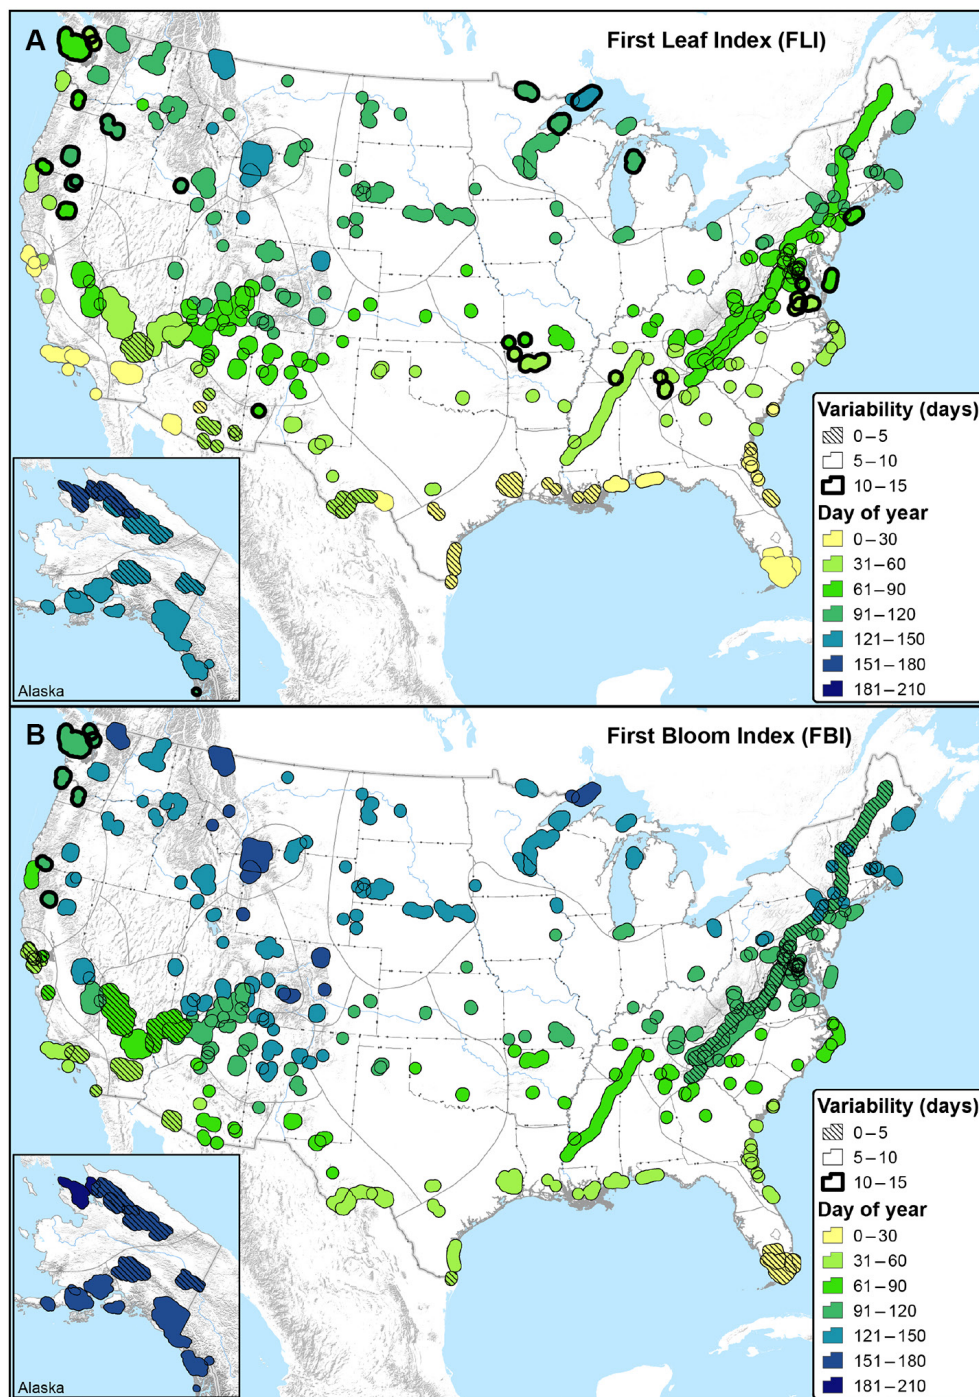 A
First Leaf Index (FLI)
Variability (days)
0–5
5–10
10–15
Day of year
0–30
31–60
61–90
91–120
121–150
151–180
181–210
Alaska
B
First Bloom Index (FBI)
Variability (days)
0–5
5–10
10–15
Day of year
0–30
31–60
61–90
91–120
121–150
151–180
181–210
Alaska